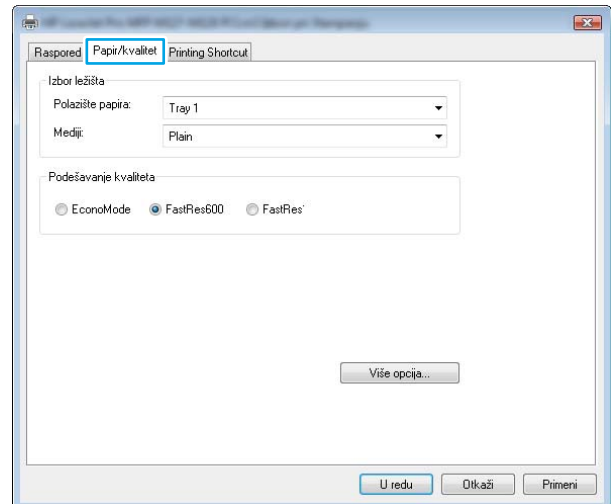 Raspored Papir/kvalitet Printing Shortcut
Izbor ležišta
Polazište papira: Tray 1
Mediji: Plain
Podešavanje kvaliteta
EconoMode FastRes600 FastRes'
Više opcija...
U redu Otkaži Primeni